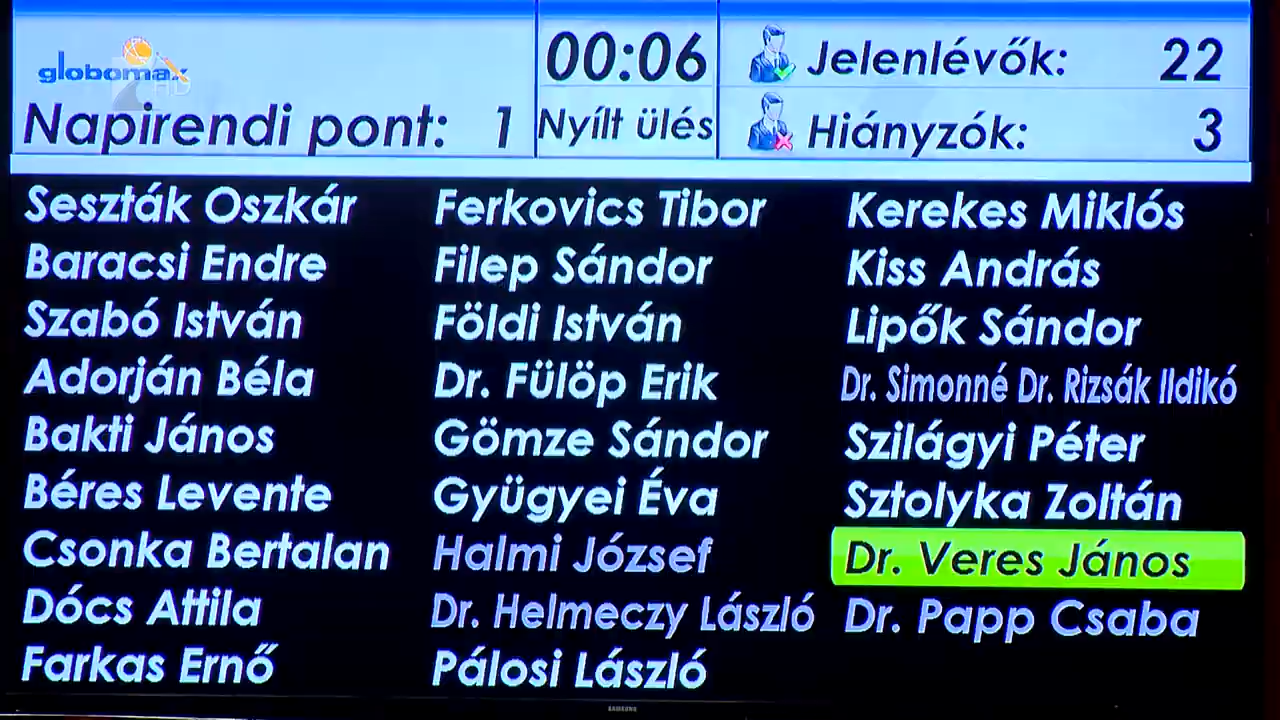 globomax
HD
Napirendi pont: 1
00:06
Nyílt ülés
Jelenlévők: 22
Hiányzók: 3
Seszták Oszkár
Baracsi Endre
Szabó István
Adorján Béla
Bakti János
Béres Levente
Csonka Bertalan
Dócs Attila
Farkas Ernő
Ferkovics Tibor
Filep Sándor
Földi István
Dr. Fülöp Erik
Gömze Sándor
Gyügyei Éva
Halmi József
Dr. Helmeczy László
Pálosi László
Kerekes Miklós
Kiss András
Lipők Sándor
Dr. Simonné Dr. Rizsák Ildikó
Szilágyi Péter
Sztolyka Zoltán
Dr. Veres János
Dr. Papp Csaba
SAMSUNG